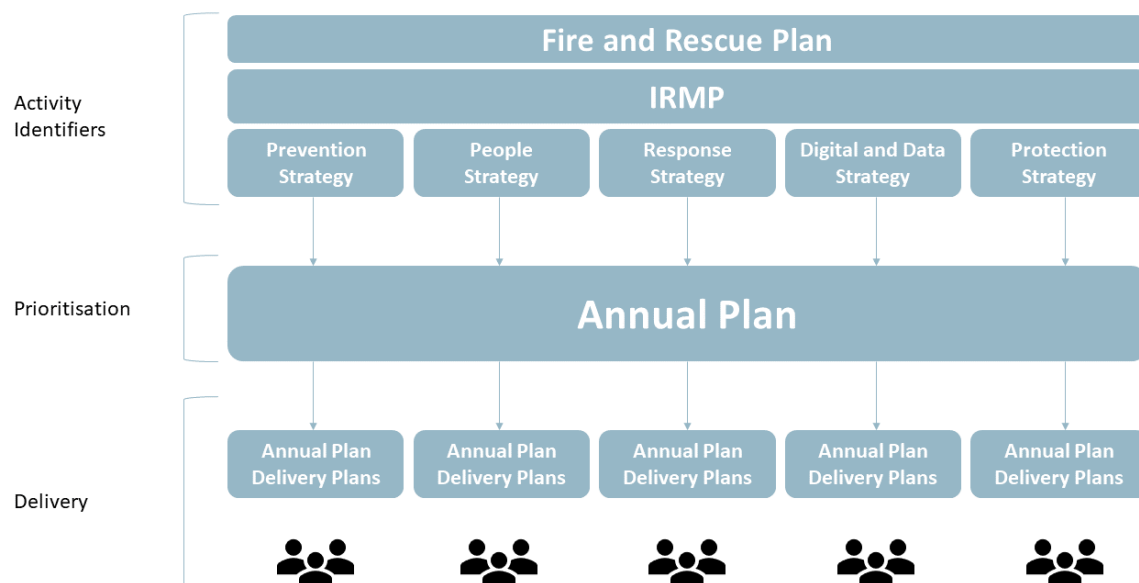 Activity
Identifiers
Fire and Rescue Plan
IRMP
Prevention
Strategy
People
Strategy
Response
Strategy
Digital and Data
Strategy
Protection
Strategy
Prioritisation
Annual Plan
Delivery
Annual Plan
Delivery Plans
Annual Plan
Delivery Plans
Annual Plan
Delivery Plans
Annual Plan
Delivery Plans
Annual Plan
Delivery Plans